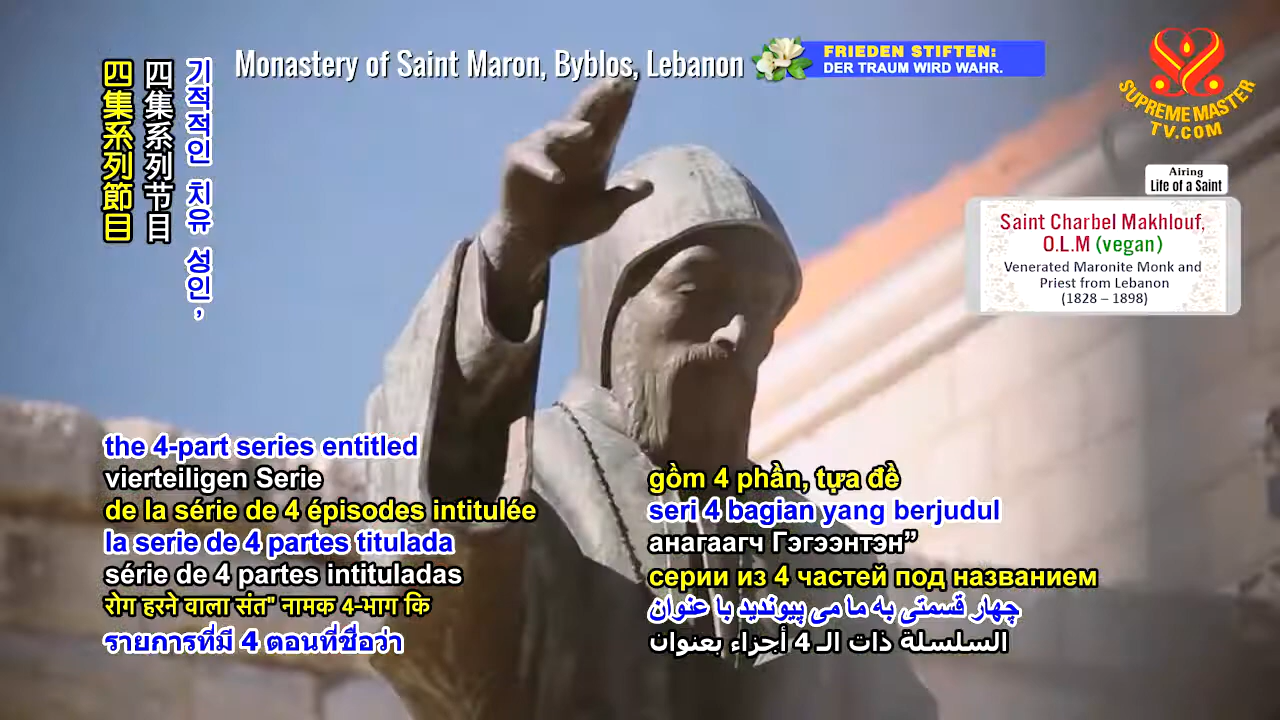 Monastery of Saint Maron, Byblos, Lebanon
FRIEDEN STIFTEN:
DER TRAUM WIRD WAHR.
SUPREME MASTER
TV.COM
四集系列節目
四集系列节目
기적적인 치유 성인,
Airing
Life of a Saint
Saint Charbel Makhlouf,
O.L.M (vegan)
Venerated Maronite Monk and
Priest from Lebanon
(1828 – 1898)
the 4-part series entitled
vierteiligen Serie
de la série de 4 épisodes intitulée
la serie de 4 partes titulada
série de 4 partes intituladas
रोग हरने वाला संत" नामक 4-भाग कि
รายการที่มี 4 ตอนที่ชื่อว่า
gồm 4 phần, tựa đề
seri 4 bagian yang berjudul
анагаагч Гэгээнтэн”
серии из 4 частей под названием
چهار قسمتی به ما می پیوندید با عنوان
السلسلة ذات الـ 4 أجزاء بعنوان